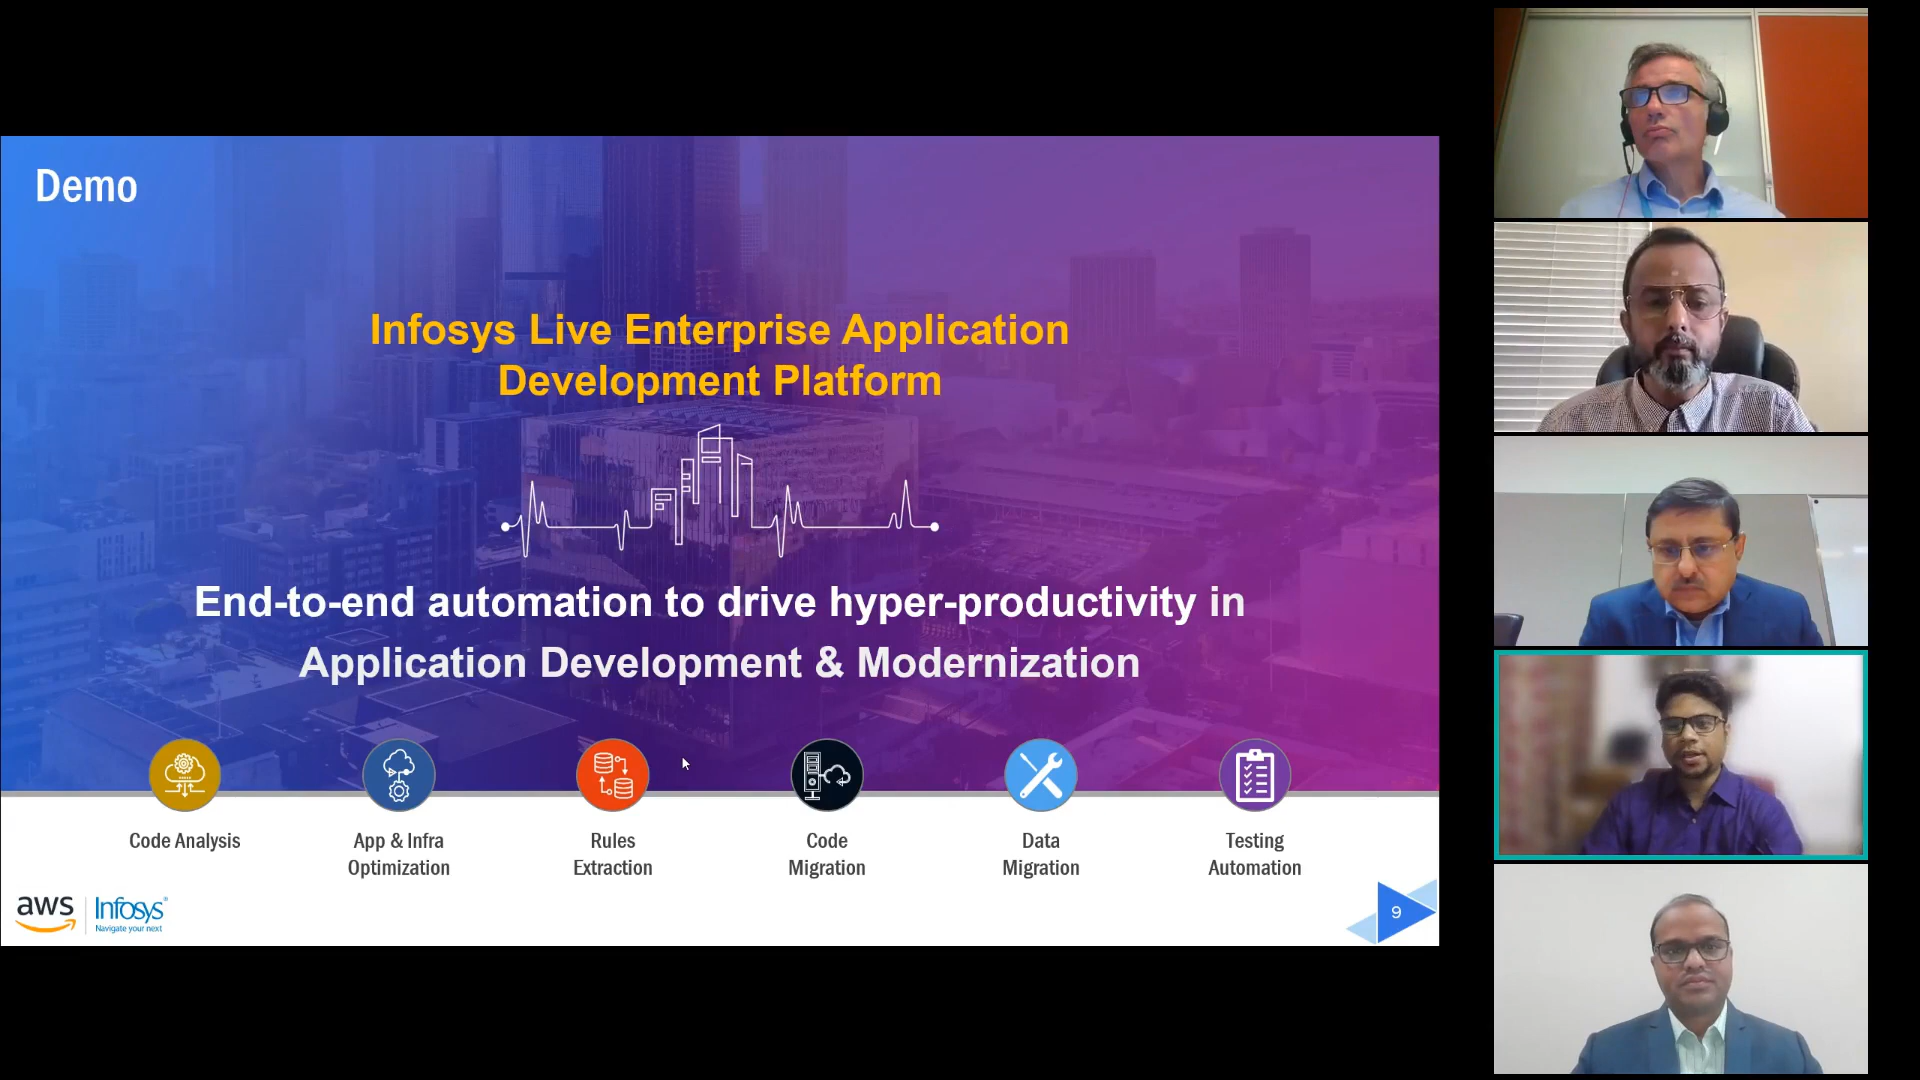 Demo
Infosys Live Enterprise Application
Development Platform
End-to-end automation to drive hyper-productivity in
Application Development & Modernization
Code Analysis
App & Infra
Optimization
Rules
Extraction
Code
Migration
Data
Migration
Testing
Automation
aws
Infosys®
Navigate your next
9